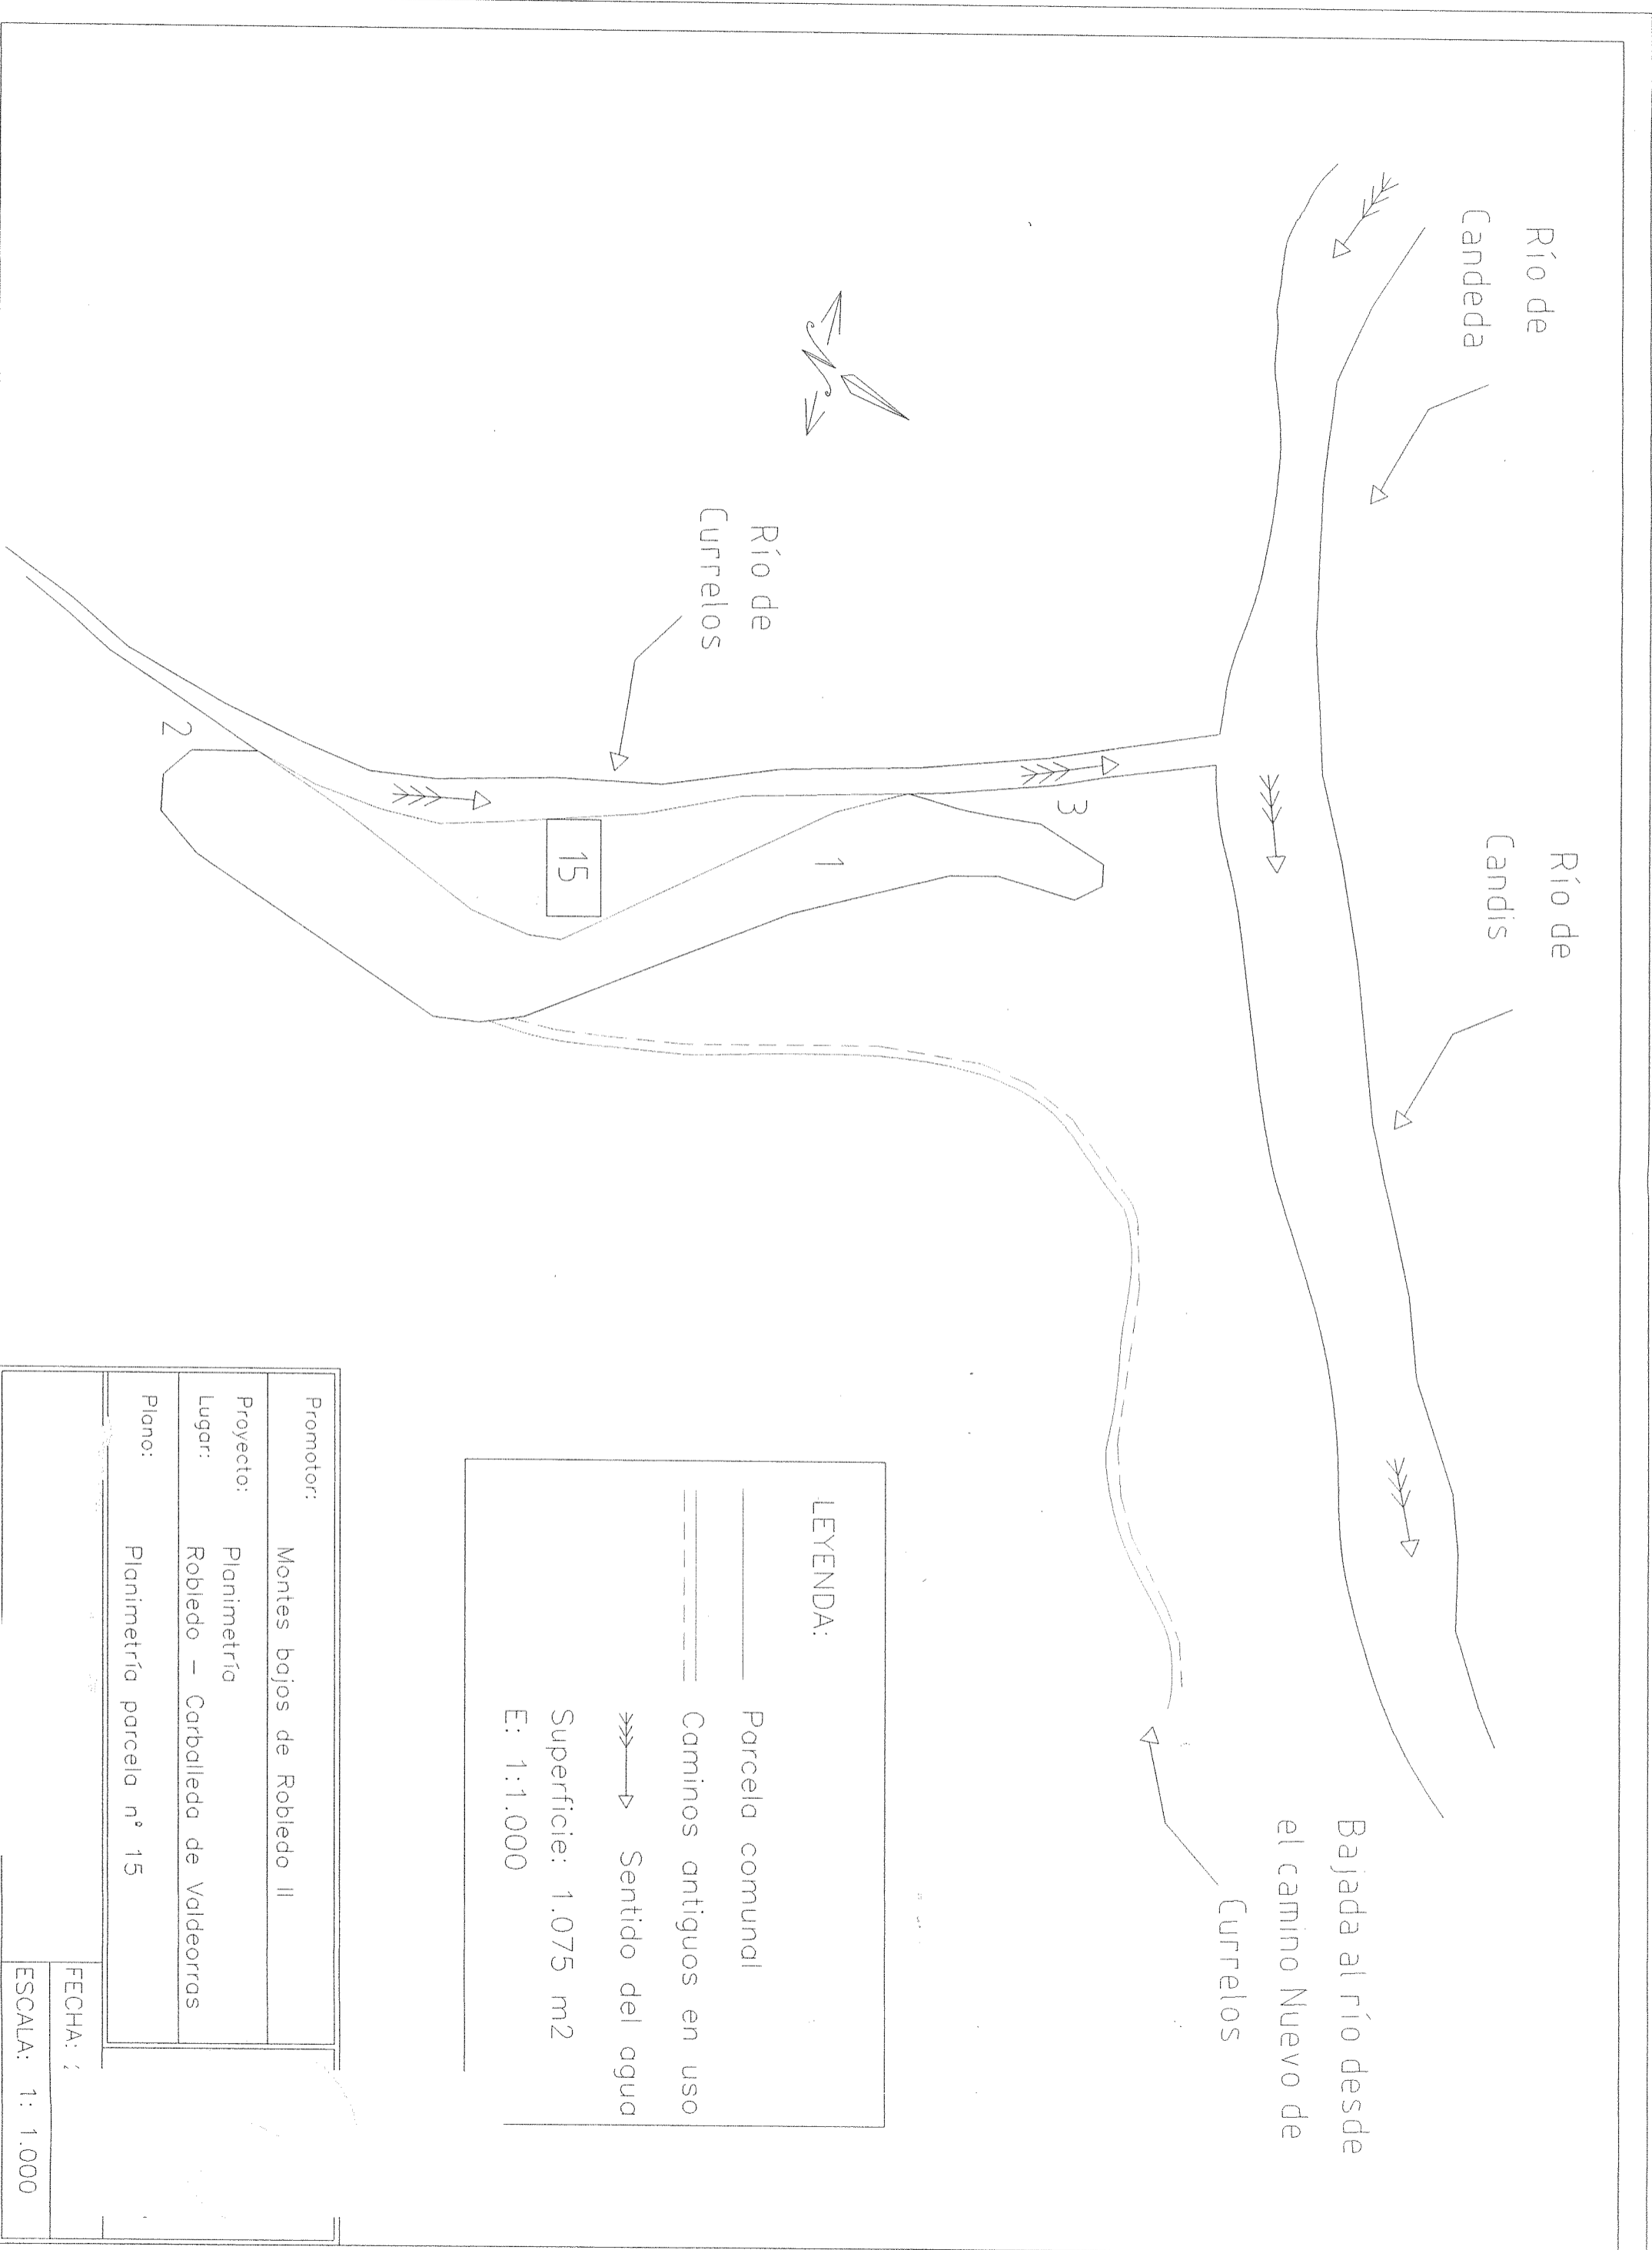 Río de
Candeda
Río de
Candis
Río de
Currelos
N
2
15
1
3
Bajada al río desde
el camino Nuevo de
Currelos
LEYENDA:
Parcela comunal
Caminos antiguos en uso
Sentido del agua
Superficie: 1.075 m2
E: 1:1.000
Promotor:
Montes bajos de Robledo II
Proyecto:
Planimetría
Lugar:
Robledo - Carballeda de Valdeorras
Plano:
Planimetría parcela nº 15
FECHA:
ESCALA: 1: 1.000